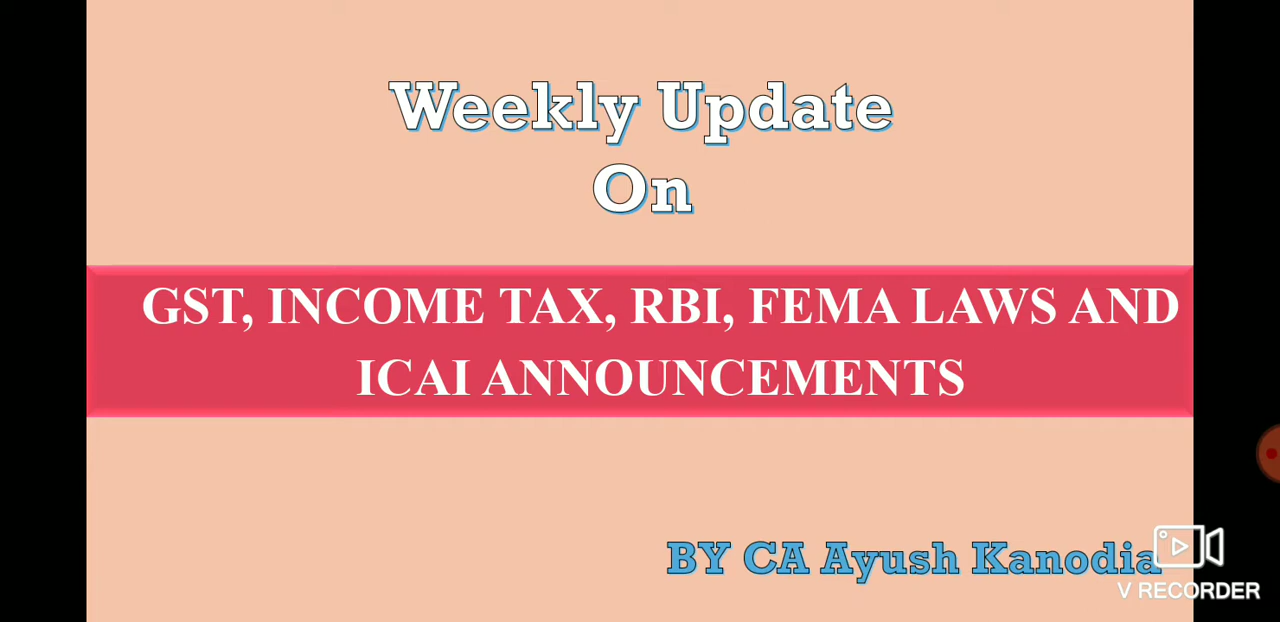 Weekly Update
On
GST, INCOME TAX, RBI, FEMA LAWS AND
ICAI ANNOUNCEMENTS
BY CA Ayush Kanodia
V RECORDER